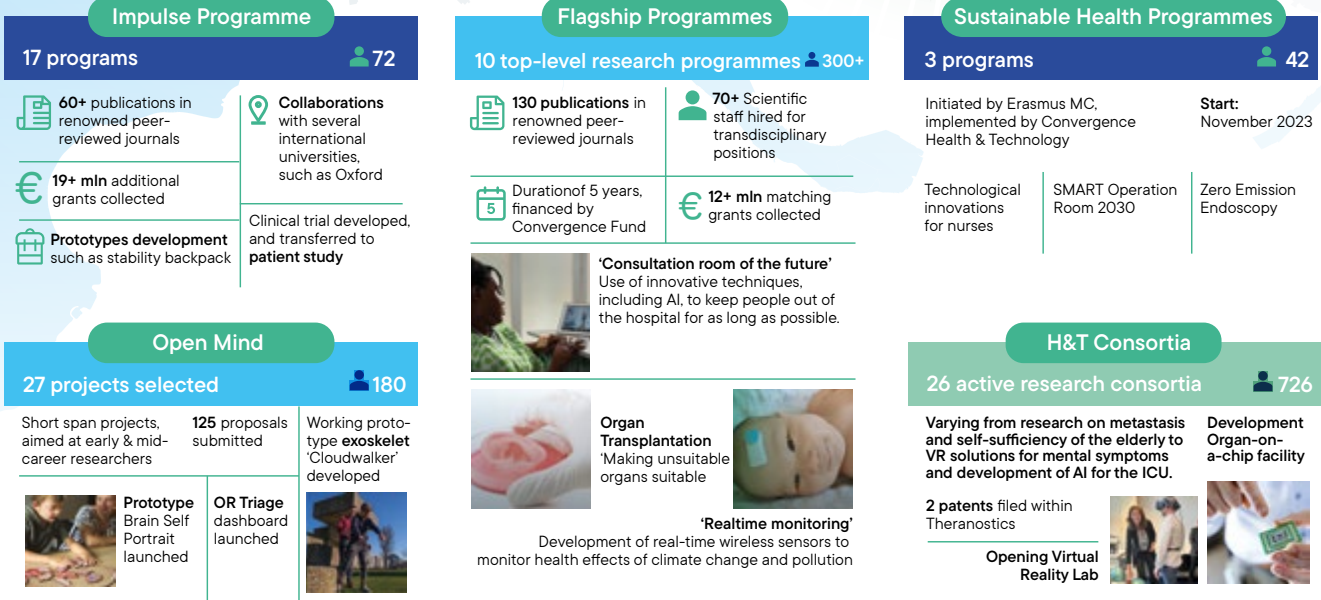 Impulse Programme
17 programs
72
60+ publications in
renowned peer-
reviewed journals
19+ mln additional
grants collected
Prototypes development
such as stability backpack
Collaborations
with several
international
universities,
such as Oxford
Clinical trial developed,
and transferred to
patient study
Open Mind
27 projects selected
180
Short span projects,
aimed at early & mid-
career researchers
125 proposals
submitted
Working proto-
type exoskelet
‘Cloudwalker’
developed
Prototype
Brain Self
Portrait
launched
OR Triage
dashboard
launched
Flagship Programmes
10 top-level research programmes
300+
130 publications in
renowned peer-
reviewed journals
70+ Scientific
staff hired for
transdisciplinary
positions
5
Durationof 5 years,
financed by
Convergence Fund
12+ mln matching
grants collected
‘Consultation room of the future’
Use of innovative techniques,
including AI, to keep people out of
the hospital for as long as possible.
Organ
Transplantation
‘Making unsuitable
organs suitable
‘Realtime monitoring’
Development of real-time wireless sensors to
monitor health effects of climate change and pollution
Sustainable Health Programmes
3 programs
42
Initiated by Erasmus MC,
implemented by Convergence
Health & Technology
Start:
November 2023
Technological
innovations
for nurses
SMART Operation
Room 2030
Zero Emission
Endoscopy
H&T Consortia
26 active research consortia
726
Varying from research on metastasis
and self-sufficiency of the elderly to
VR solutions for mental symptoms
and development of AI for the ICU.
Development
Organ-on-
a-chip facility
2 patents filed within
Theranostics
Opening Virtual
Reality Lab